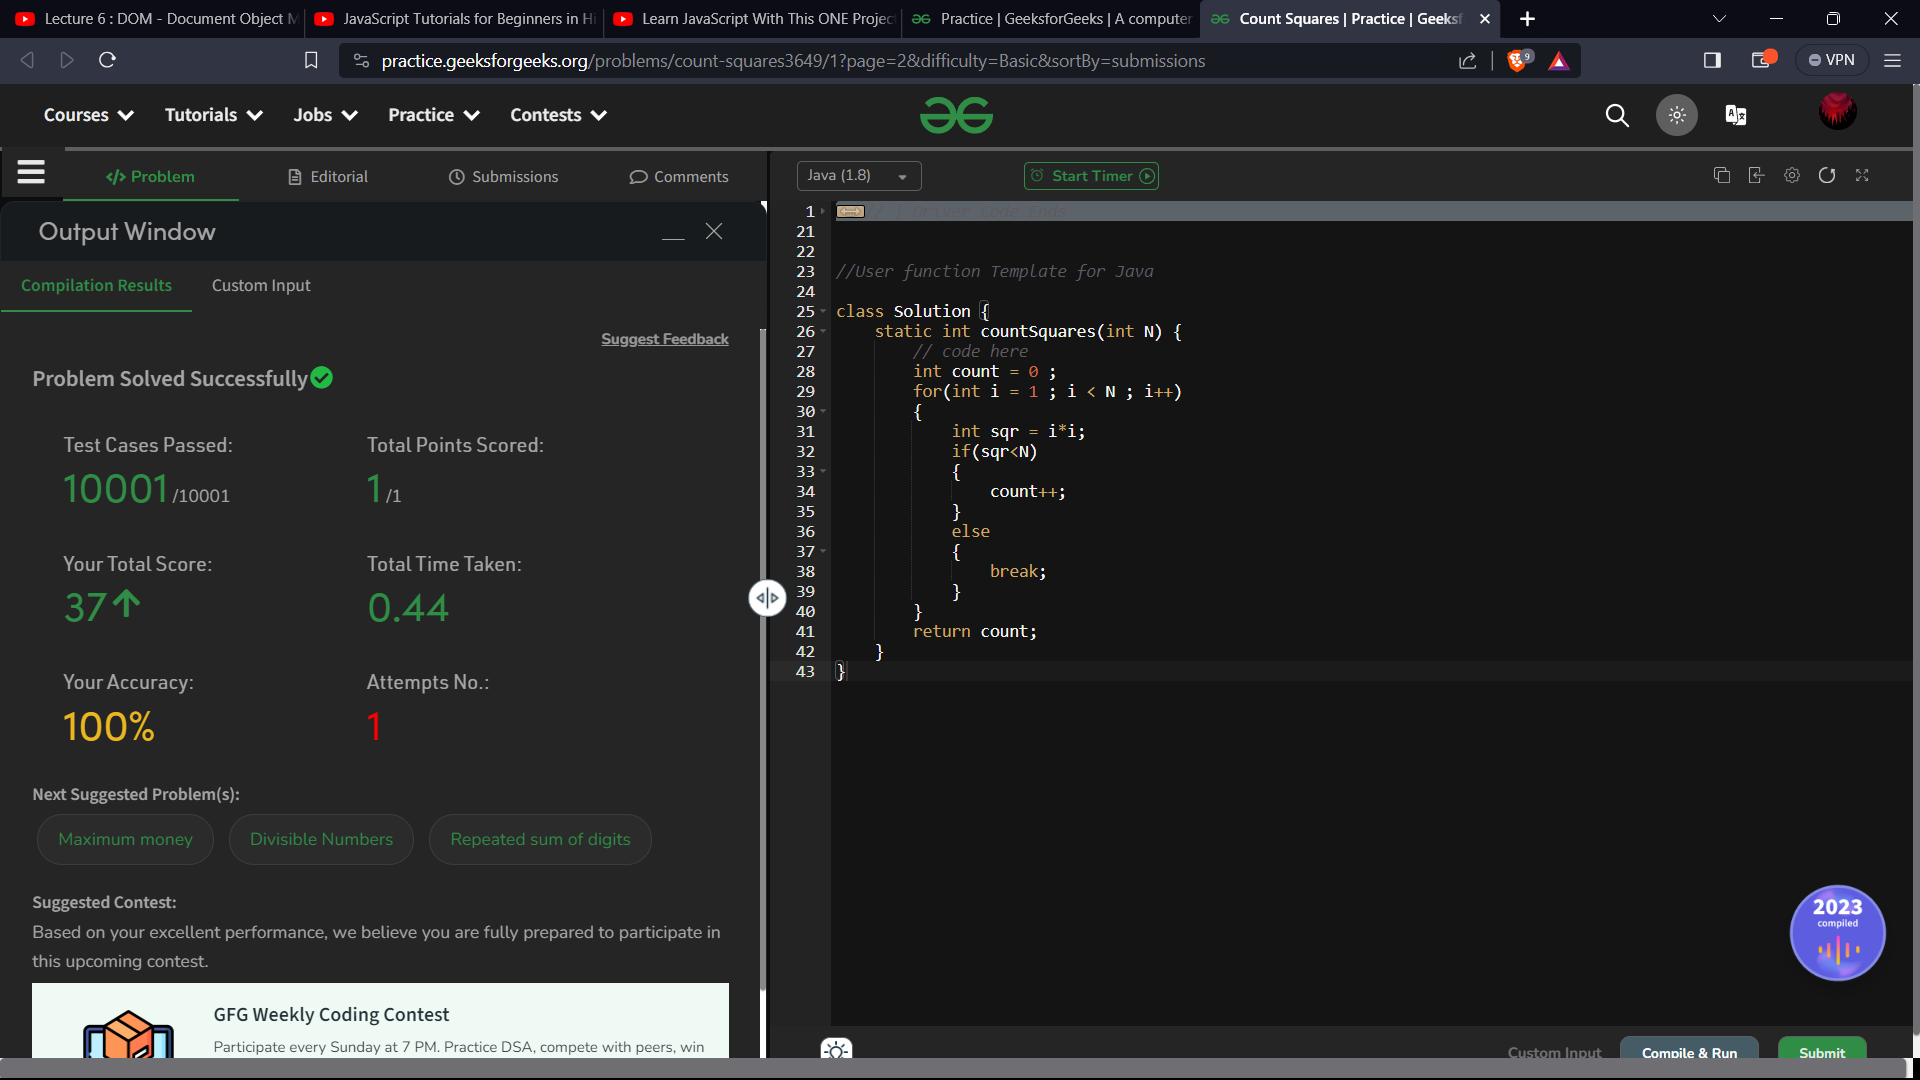 Lecture 6 : DOM - Document Object M
JavaScript Tutorials for Beginners in Hi
Learn JavaScript With This ONE Projec
Practice | GeeksforGeeks | A computer
Count Squares | Practice | Geeksf
practice.geeksforgeeks.org/problems/count-squares3649/1?page=2&difficulty=Basic&sortBy=submissions
9
VPN
Courses
Tutorials
Jobs
Practice
Contests
</> Problem
Editorial
Submissions
Comments
Java (1.8)
Start Timer
Output Window
Compilation Results
Custom Input
Suggest Feedback
Problem Solved Successfully
Test Cases Passed:
10001 /10001
Total Points Scored:
1 /1
Your Total Score:
37
Total Time Taken:
0.44
Your Accuracy:
100%
Attempts No.:
1
Next Suggested Problem(s):
Maximum money
Divisible Numbers
Repeated sum of digits
Suggested Contest:
Based on your excellent performance, we believe you are fully prepared to participate in
this upcoming contest.
GFG Weekly Coding Contest
Participate every Sunday at 7 PM. Practice DSA, compete with peers, win
1 // } Driver Code Ends
21
22
23 //User function Template for Java
24
25 class Solution {
26 static int countSquares(int N) {
27 // code here
28 int count = 0 ;
29 for(int i = 1 ; i < N ; i++)
30 {
31 int sqr = i*i;
32 if(sqr<N)
33 {
34 count++;
35 }
36 else
37 {
38 break;
39 }
40 }
41 return count;
42 }
43 }
2023
compiled
Custom Input
Compile & Run
Submit